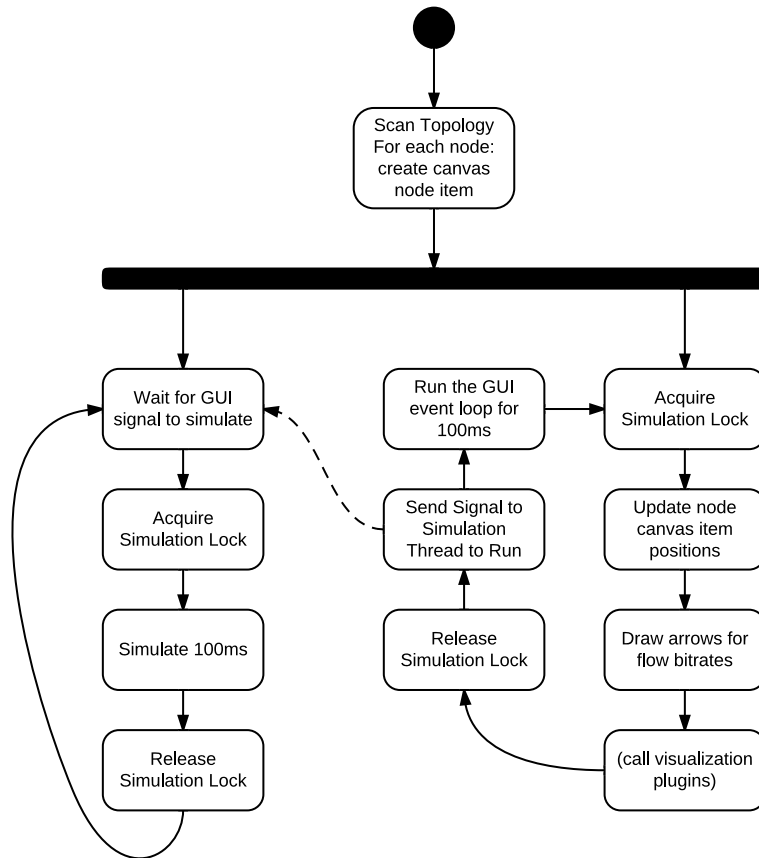 Scan Topology
For each node:
create canvas
node item
Wait for GUI
signal to simulate
Run the GUI
event loop for
100ms
Acquire
Simulation Lock
Acquire
Simulation Lock
Send Signal to
Simulation
Thread to Run
Update node
canvas item
positions
Simulate 100ms
Release
Simulation Lock
Draw arrows for
flow bitrates
Release
Simulation Lock
(call visualization
plugins)